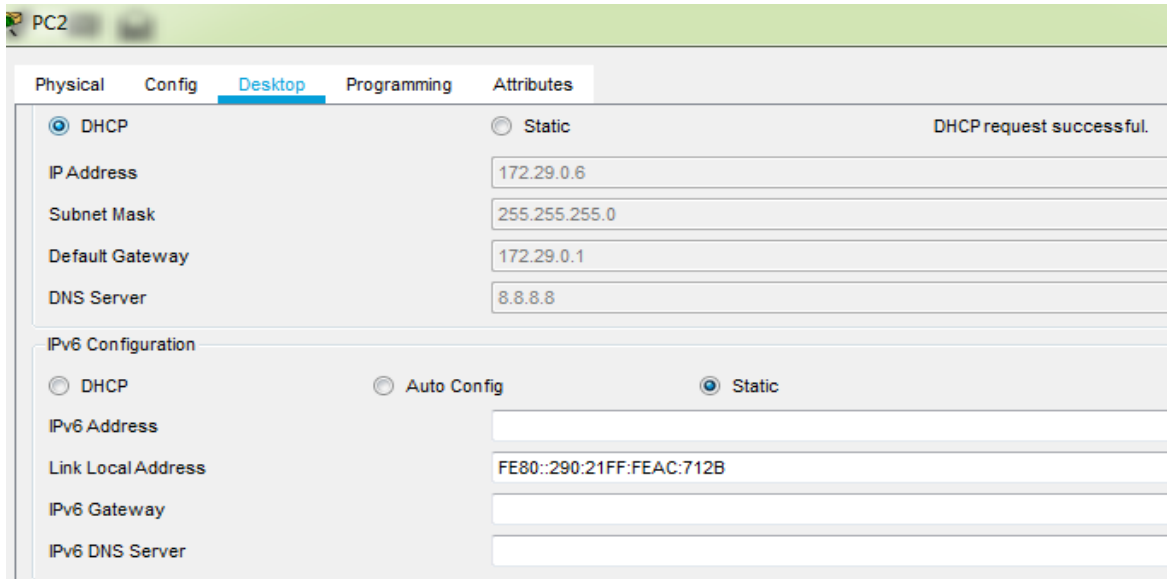 PC2
Physical Config Desktop Programming Attributes
DHCP Static DHCP request successful.
IP Address 172.29.0.6
Subnet Mask 255.255.255.0
Default Gateway 172.29.0.1
DNS Server 8.8.8.8
IPv6 Configuration
DHCP Auto Config Static
IPv6 Address
Link Local Address FE80::290:21FF:FEAC:712B
IPv6 Gateway
IPv6 DNS Server